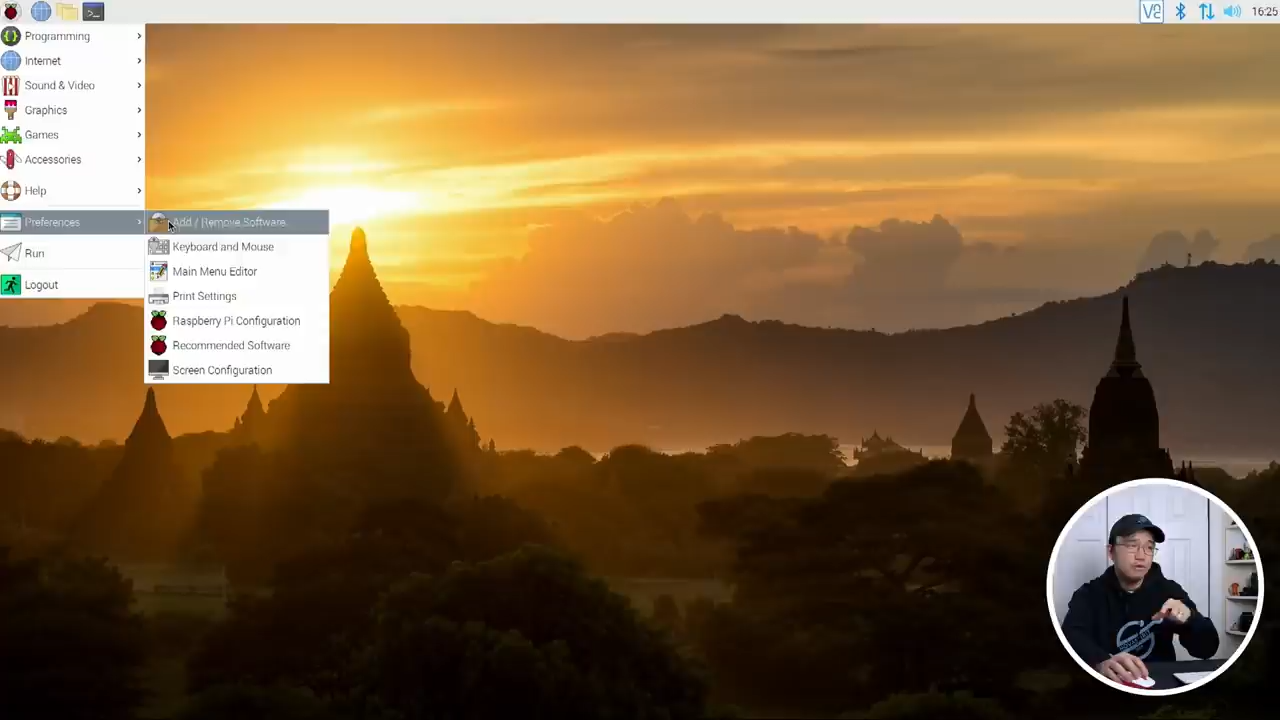 V2
16:25
Programming
Internet
Sound & Video
Graphics
Games
Accessories
Help
Preferences
Run
Logout
Add / Remove Software
Keyboard and Mouse
Main Menu Editor
Print Settings
Raspberry Pi Configuration
Recommended Software
Screen Configuration